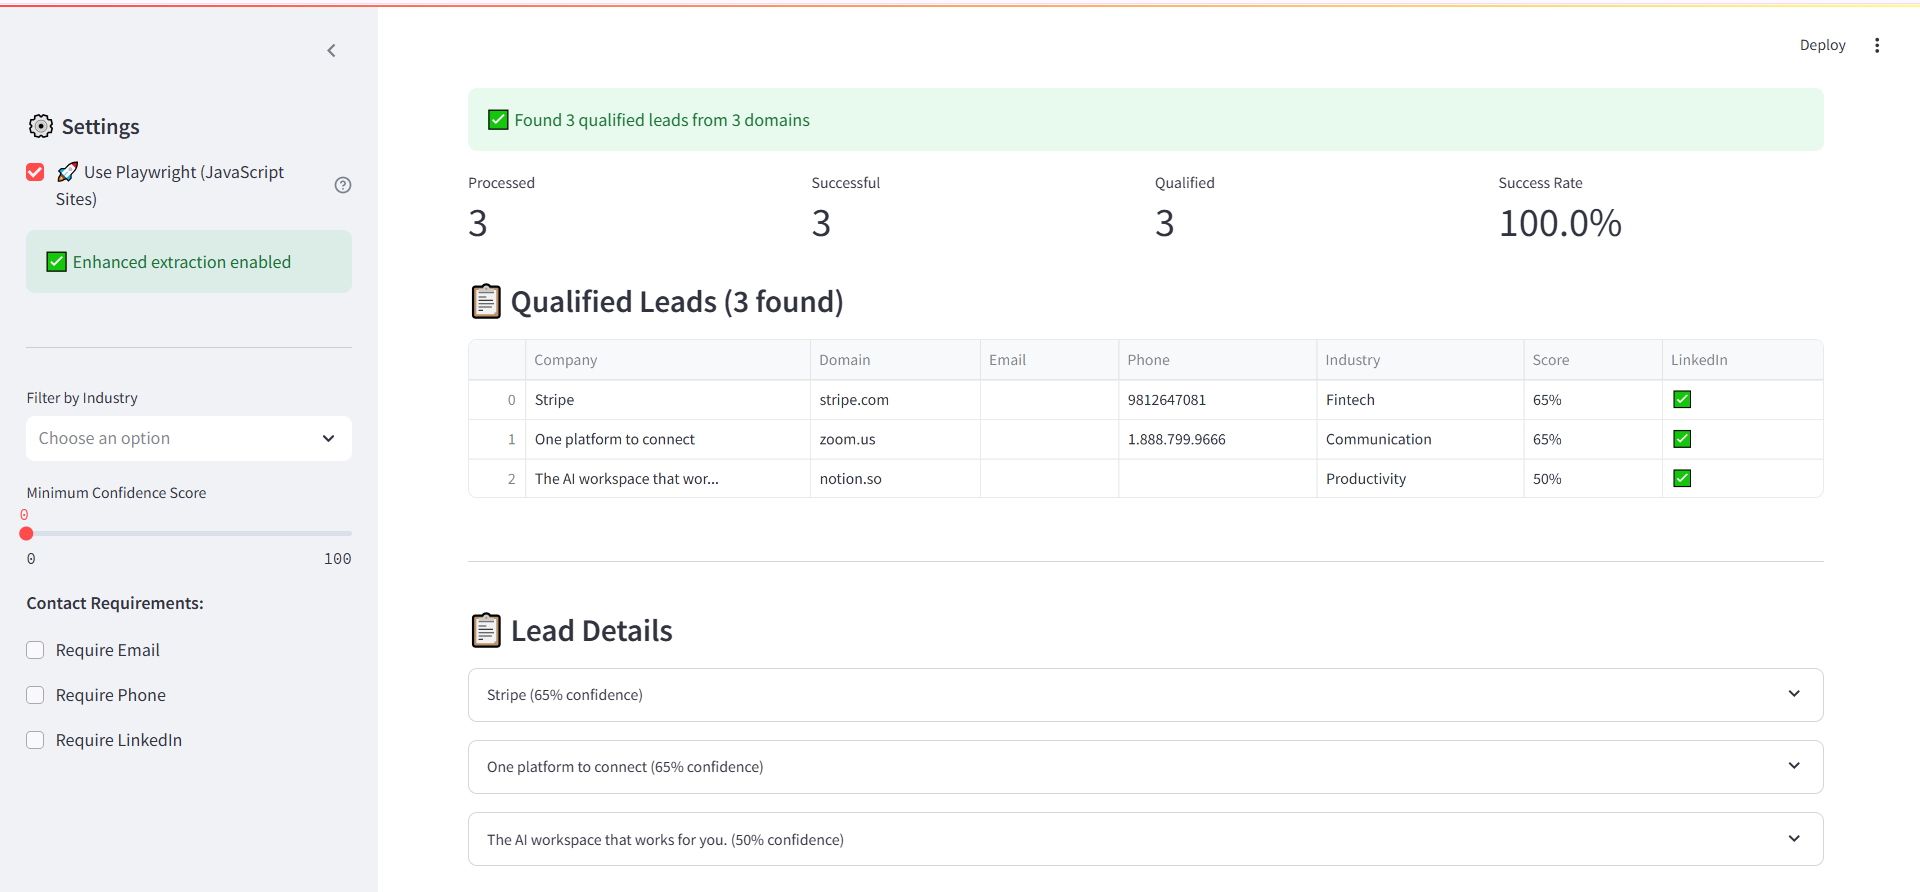 Deploy
Settings
Use Playwright (JavaScript
Sites)
Enhanced extraction enabled
Filter by Industry
Choose an option
Minimum Confidence Score
0
0 100
Contact Requirements:
Require Email
Require Phone
Require LinkedIn
Found 3 qualified leads from 3 domains
Processed Successful Qualified Success Rate
3 3 3 100.0%
Qualified Leads (3 found)
Company Domain Email Phone Industry Score LinkedIn
0 Stripe stripe.com 9812647081 Fintech 65%
1 One platform to connect zoom.us 1.888.799.9666 Communication 65%
2 The AI workspace that wor... notion.so Productivity 50%
Lead Details
Stripe (65% confidence)
One platform to connect (65% confidence)
The AI workspace that works for you. (50% confidence)